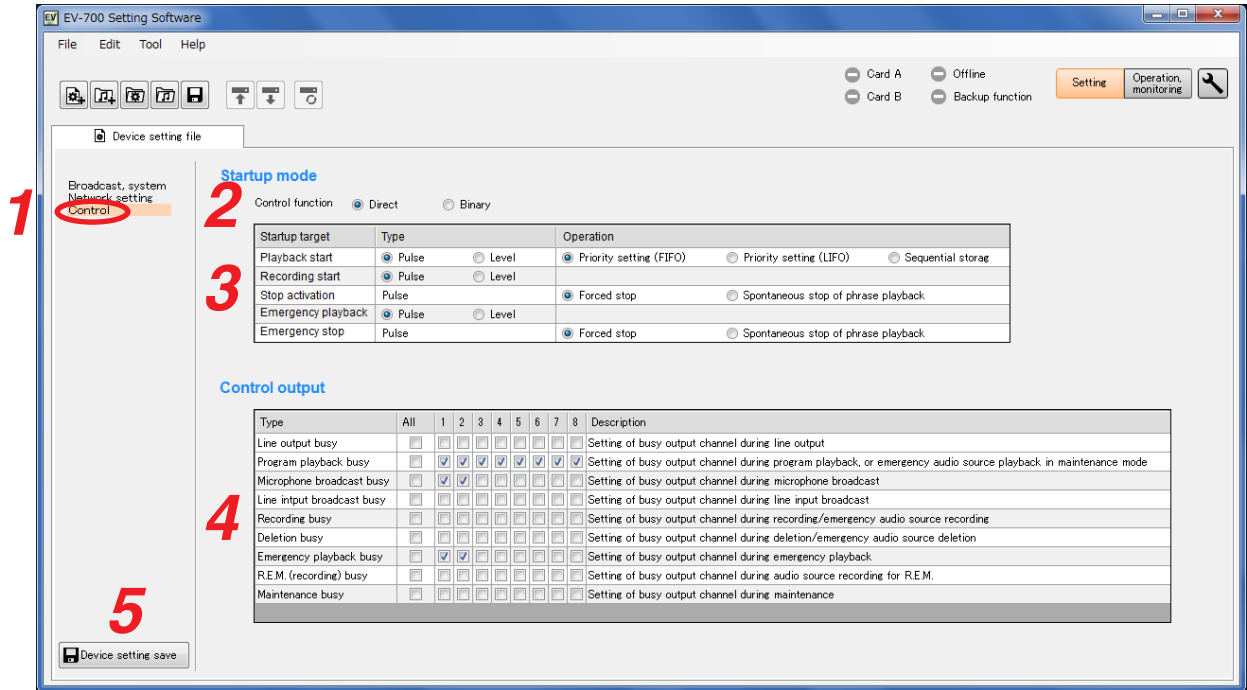 EV EV-700 Setting Software
File Edit Tool Help
Card A Offline
Card B Backup function
Setting
Operation,
monitoring
Device setting file
1
Broadcast, system
Network setting
Control
Startup mode
2
Control function Direct Binary
3
Startup target Type Operation
Playback start Pulse Level Priority setting (FIFO) Priority setting (LIFO) Sequential storag
Recording start Pulse Level
Stop activation Pulse Forced stop Spontaneous stop of phrase playback
Emergency playback Pulse Level
Emergency stop Pulse Forced stop Spontaneous stop of phrase playback
Control output
4
Type All 1 2 3 4 5 6 7 8 Description
Line output busy Setting of busy output channel during line output
Program playback busy Setting of busy output channel during program playback, or emergency audio source playback in maintenance mode
Microphone broadcast busy Setting of busy output channel during microphone broadcast
Line intput broadcast busy Setting of busy output channel during line input broadcast
Recording busy Setting of busy output channel during recording/emergency audio source recording
Deletion busy Setting of busy output channel during deletion/emergency audio source deletion
Emergency playback busy Setting of busy output channel during emergency playback
R.E.M. (recording) busy Setting of busy output channel during audio source recording for R.E.M.
Maintenance busy Setting of busy output channel during maintenance
5
Device setting save